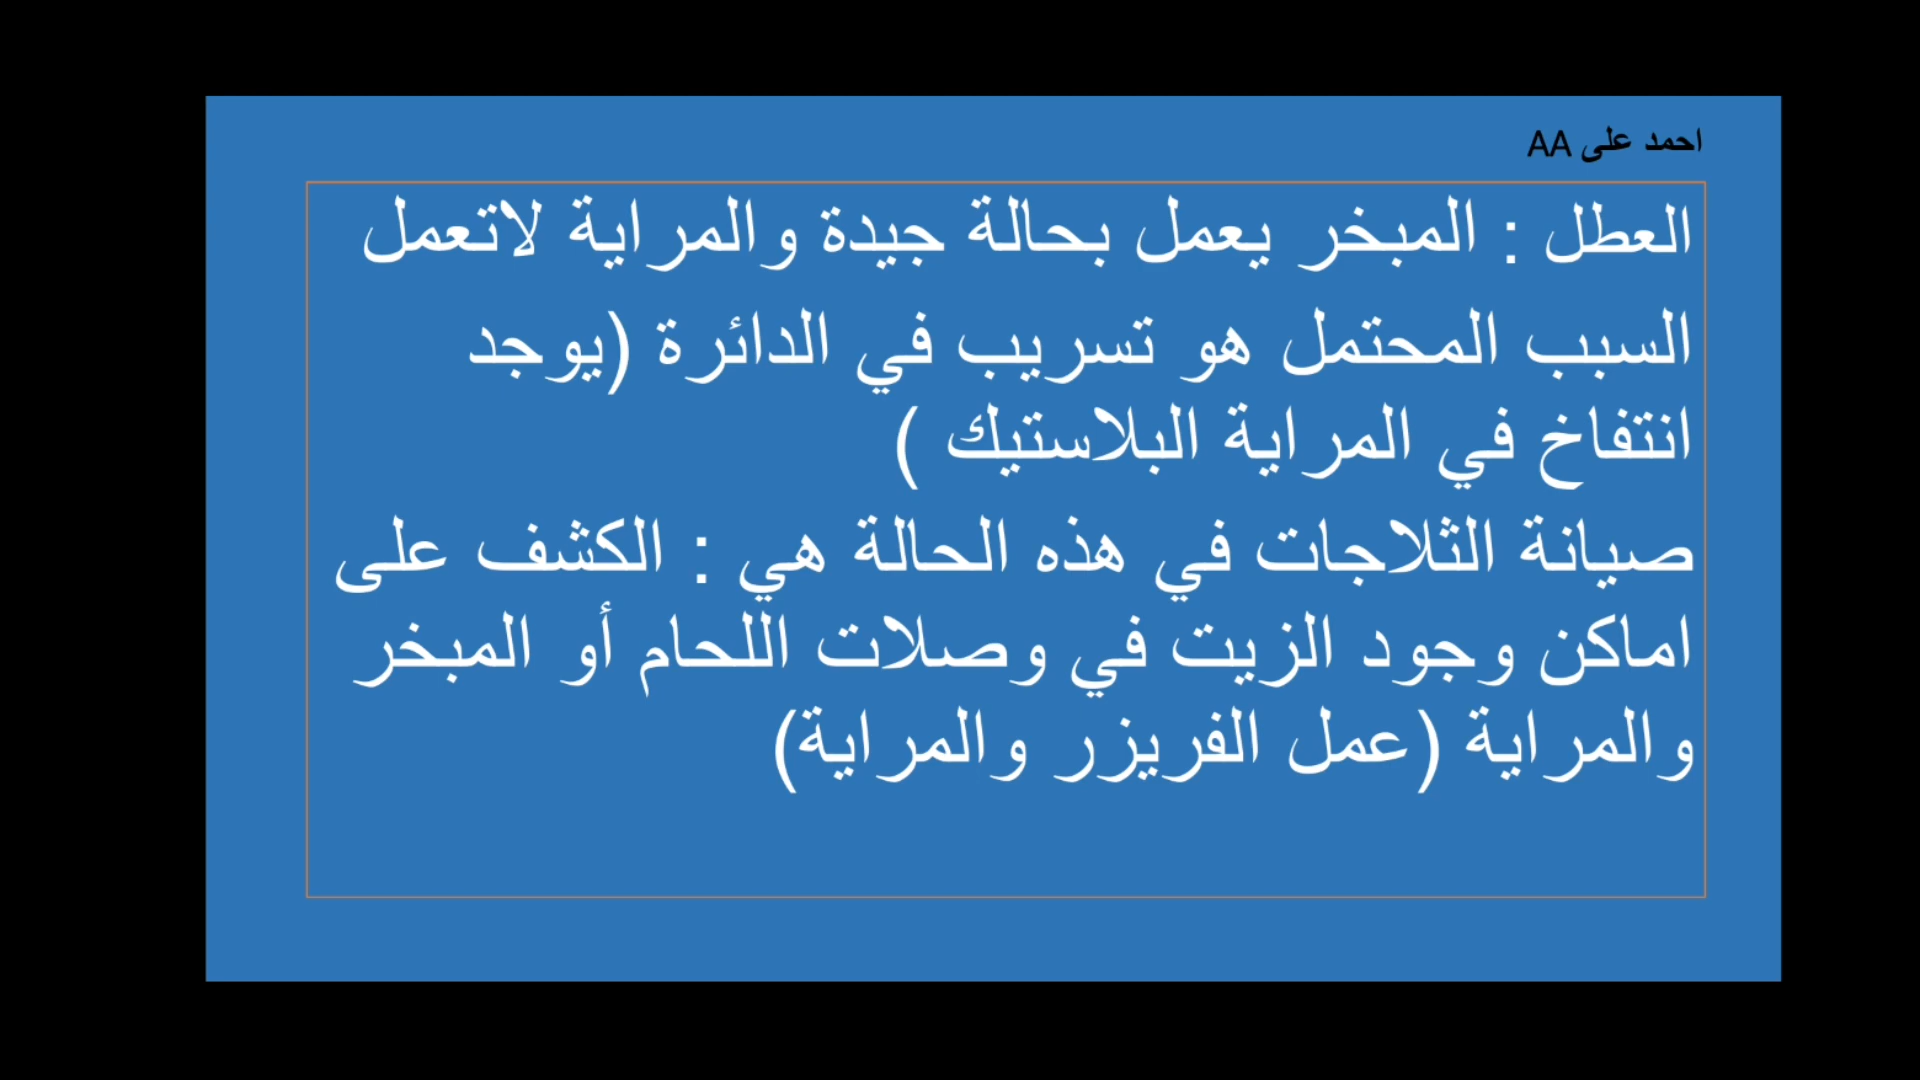 احمد على AA
العطل : المبخر يعمل بحالة جيدة والمراية لاتعمل
السبب المحتمل هو تسريب في الدائرة (يوجد
انتفاخ في المراية البلاستيك )
صيانة الثلاجات في هذه الحالة هي : الكشف على
اماكن وجود الزيت في وصلات اللحام أو المبخر
والمراية (عمل الفريزر والمراية)